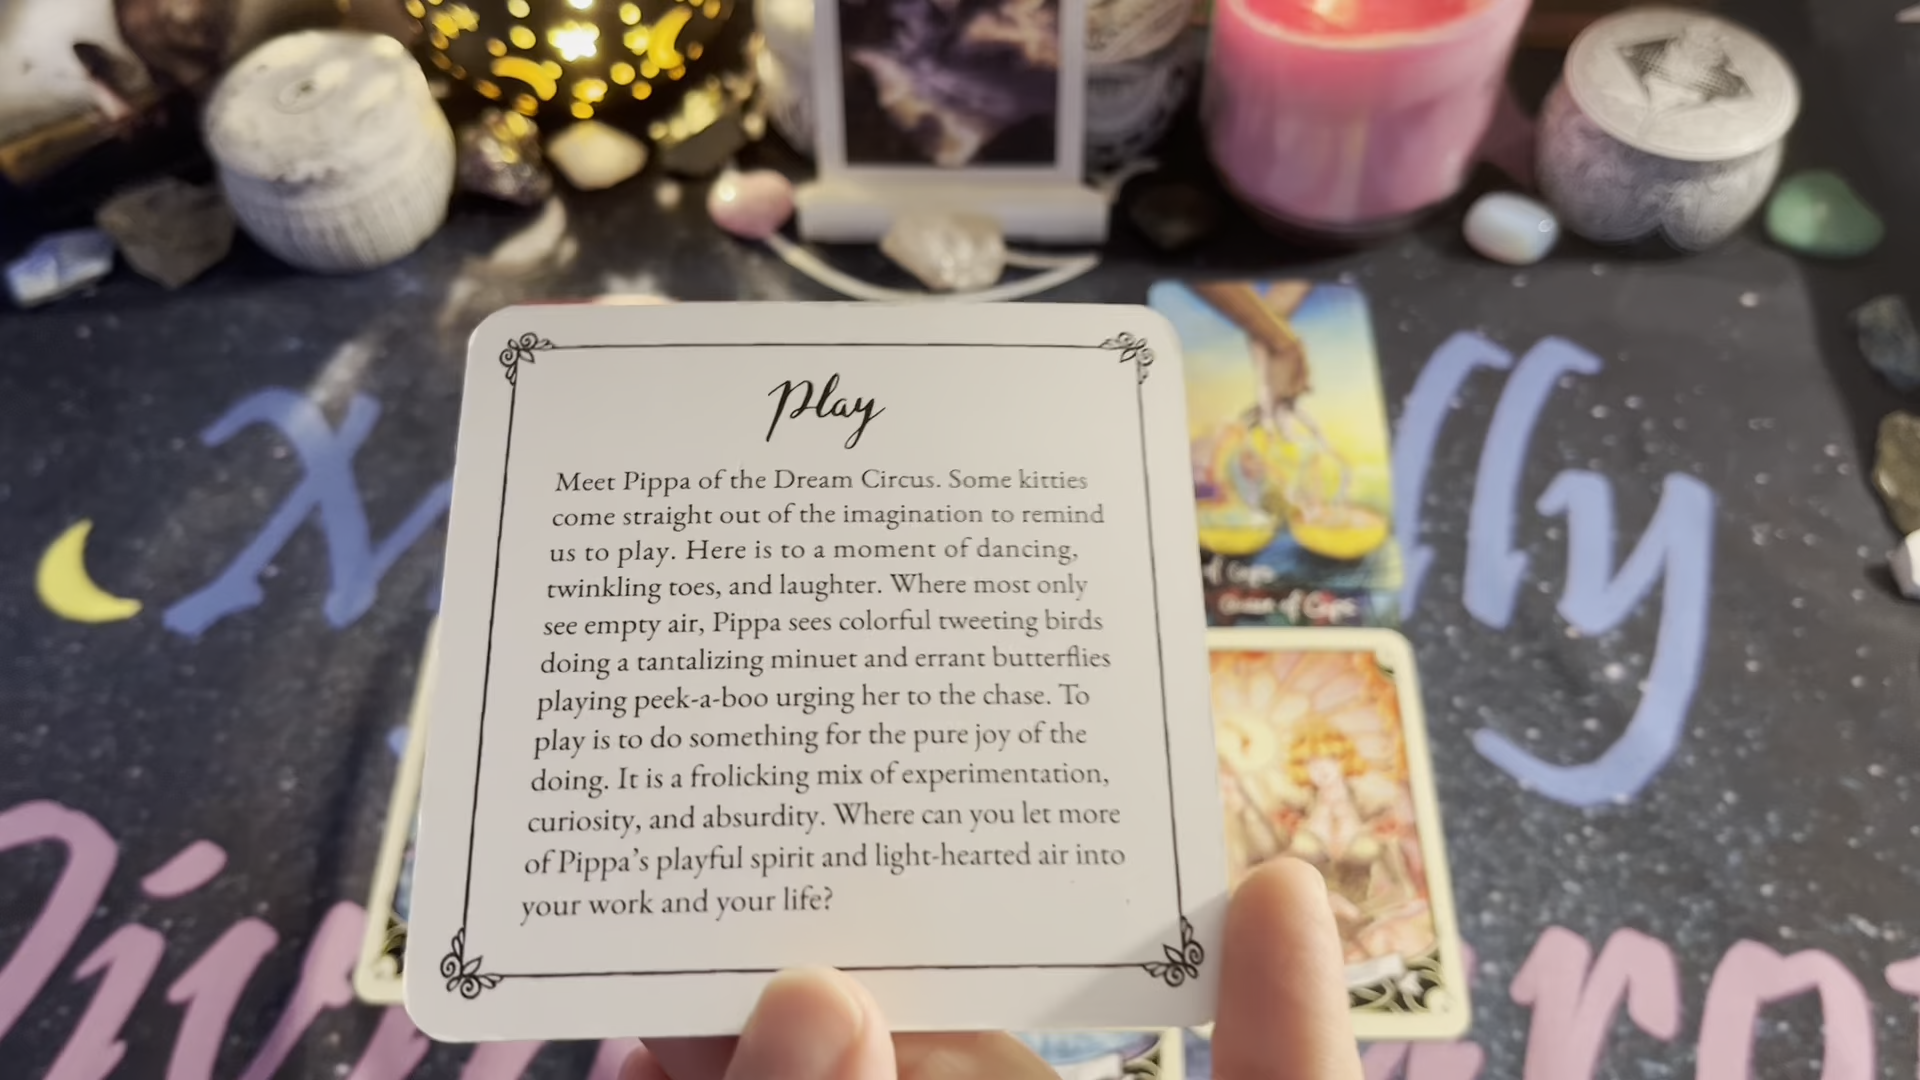 Play
Meet Pippa of the Dream Circus. Some kitties
come straight out of the imagination to remind
us to play. Here is to a moment of dancing,
twinkling toes, and laughter. Where most only
see empty air, Pippa sees colorful tweeting birds
doing a tantalizing minuet and errant butterflies
playing peek-a-boo urging her to the chase. To
play is to do something for the pure joy of the
doing. It is a frolicking mix of experimentation,
curiosity, and absurdity. Where can you let more
of Pippa's playful spirit and light-hearted air into
your work and your life?
of Cups
Queen of Cups